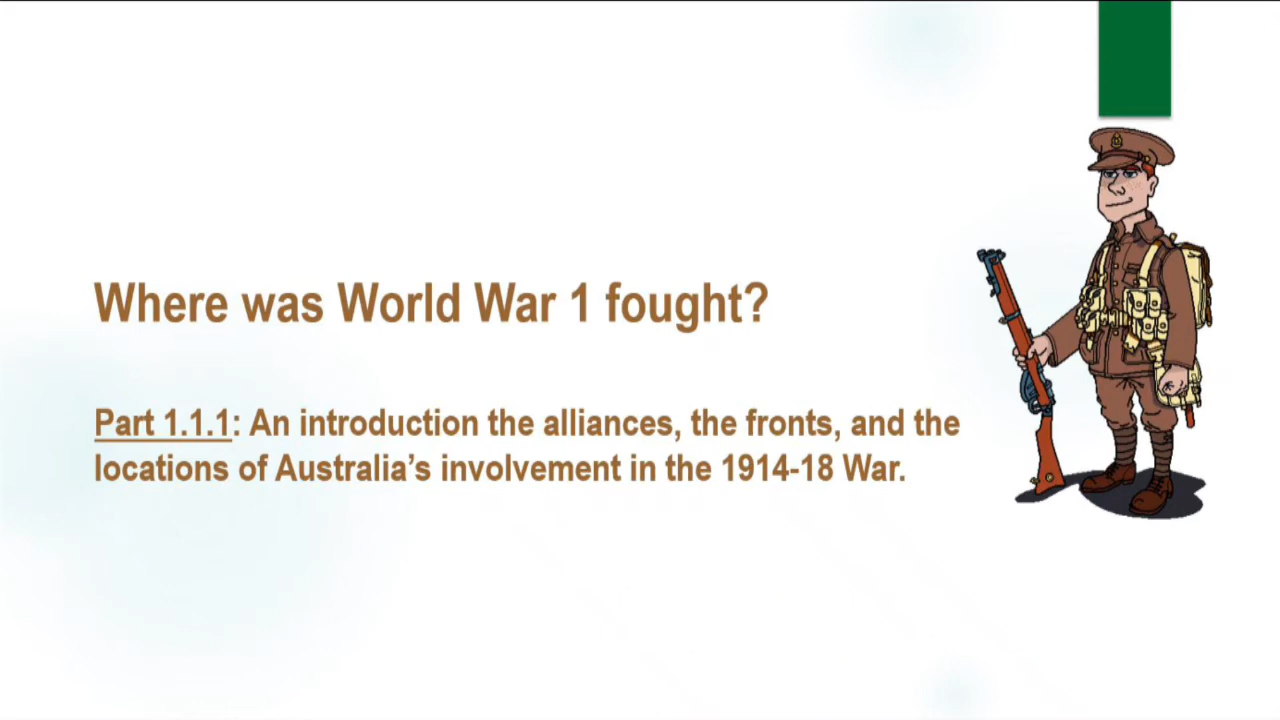 Where was World War 1 fought?
Part 1.1.1: An introduction the alliances, the fronts, and the
locations of Australia’s involvement in the 1914-18 War.